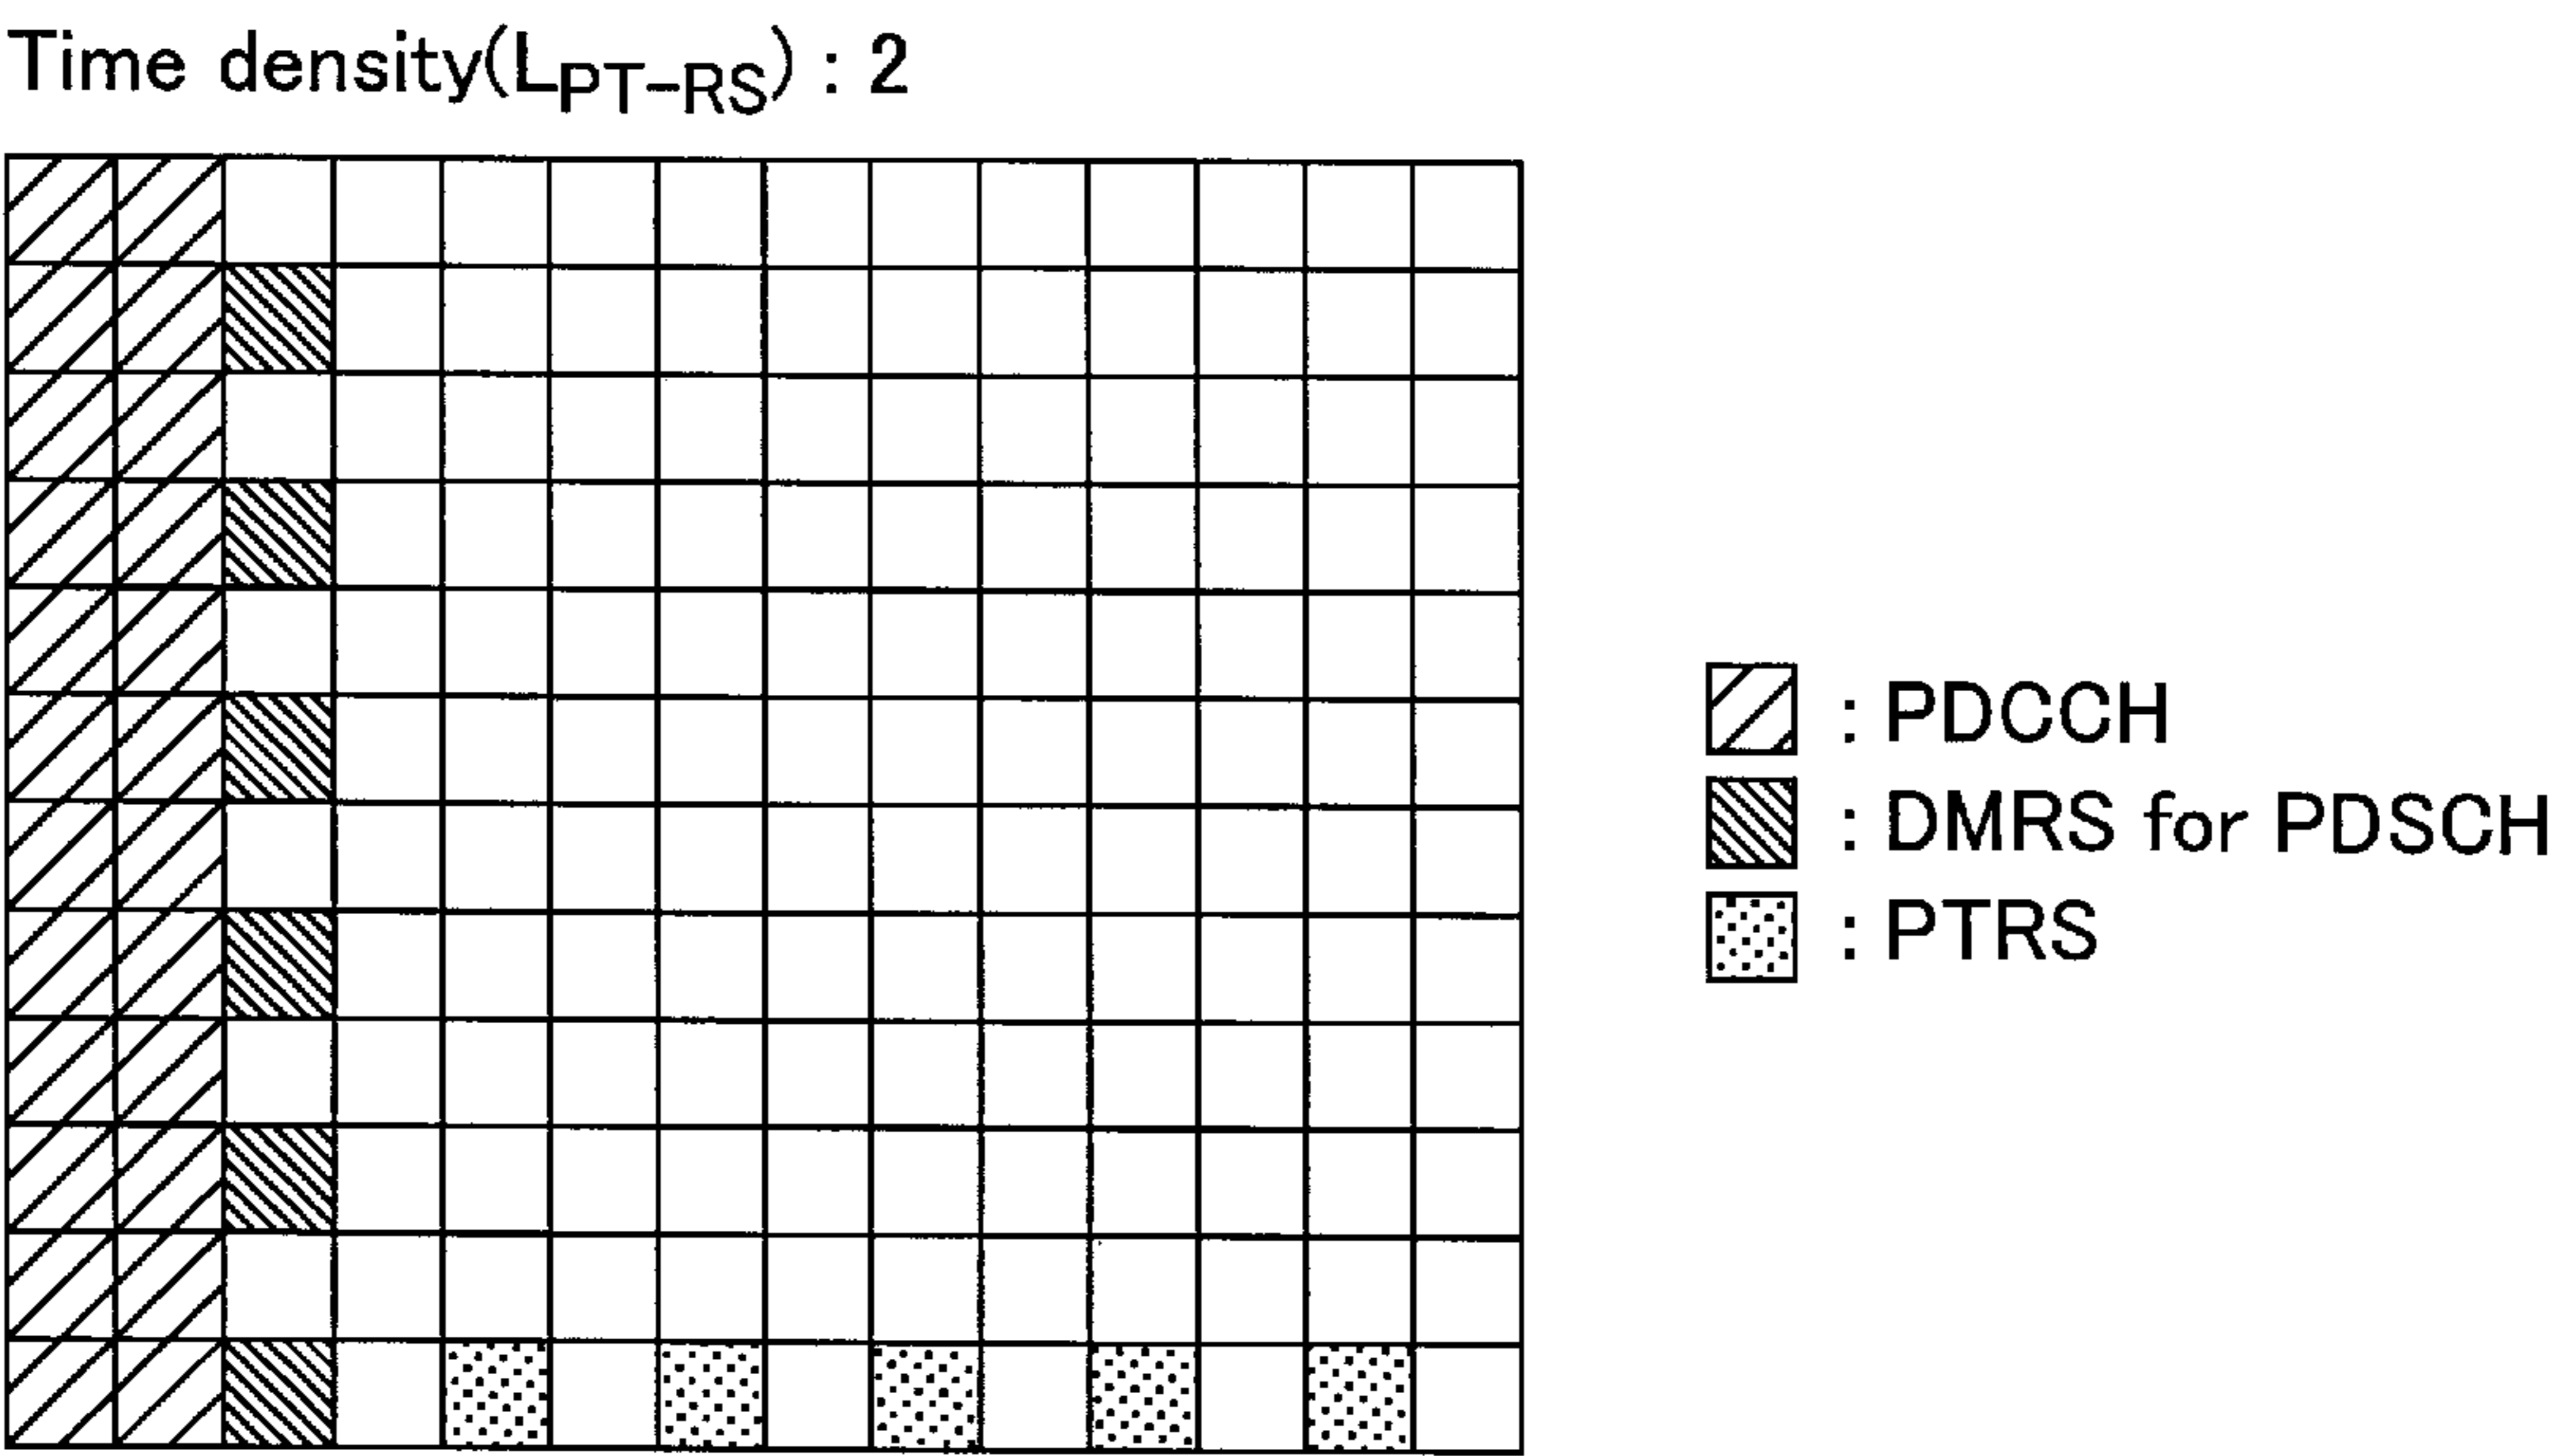 Time density(LPT-RS) : 2
: PDCCH
: DMRS for PDSCH
: PTRS